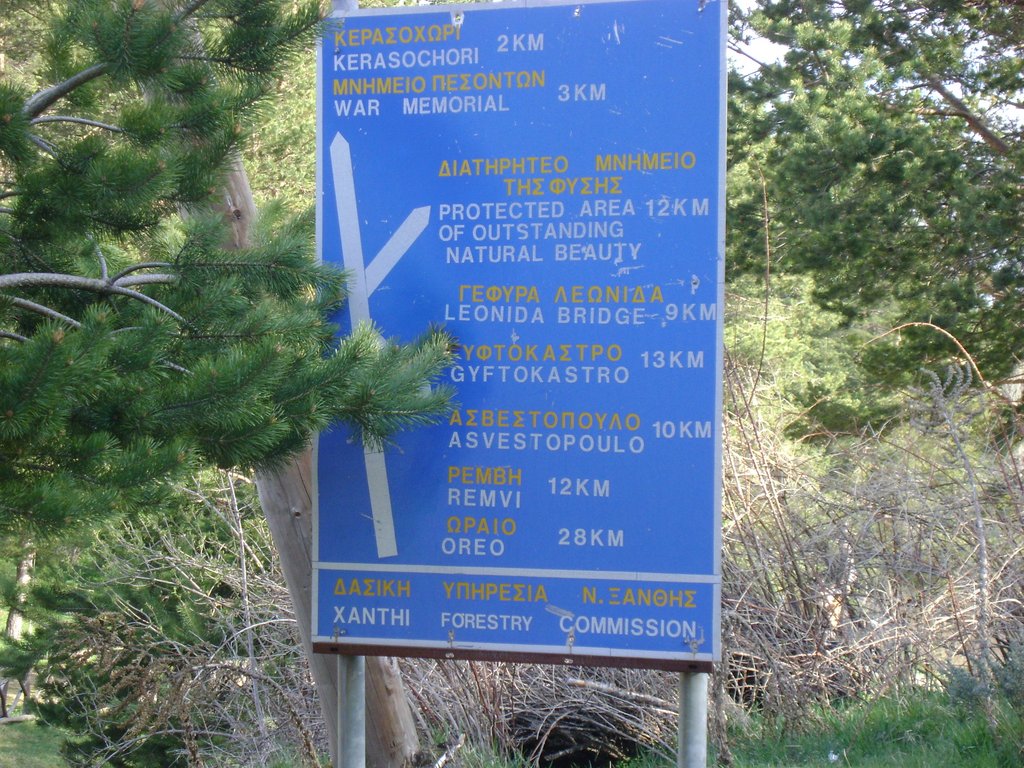 ΚΕΡΑΣΟΧΩΡΙ
KERASOCHORI 2KM
ΜΝΗΜΕΙΟ ΠΕΣΟΝΤΩΝ
WAR MEMORIAL 3KM
ΔΙΑΤΗΡΗΤΕΟ ΜΝΗΜΕΙΟ
ΤΗΣ ΦΥΣΗΣ
PROTECTED AREA 12KM
OF OUTSTANDING
NATURAL BEAUTY
ΓΕΦΥΡΑ ΛΕΩΝΙΔΑ
LEONIDA BRIDGE 9KM
ΓΥΦΤΟΚΑΣΤΡΟ 13KM
GYFTOKASTRO
ΑΣΒΕΣΤΟΠΟΥΛΟ 10KM
ASVESTOPOULO
ΡΕΜΒΗ 12KM
REMVI
ΩΡΑΙΟ 28KM
OREO
ΔΑΣΙΚΗ ΥΠΗΡΕΣΙΑ Ν.ΞΑΝΘΗΣ
XANTHI FORESTRY COMMISSION